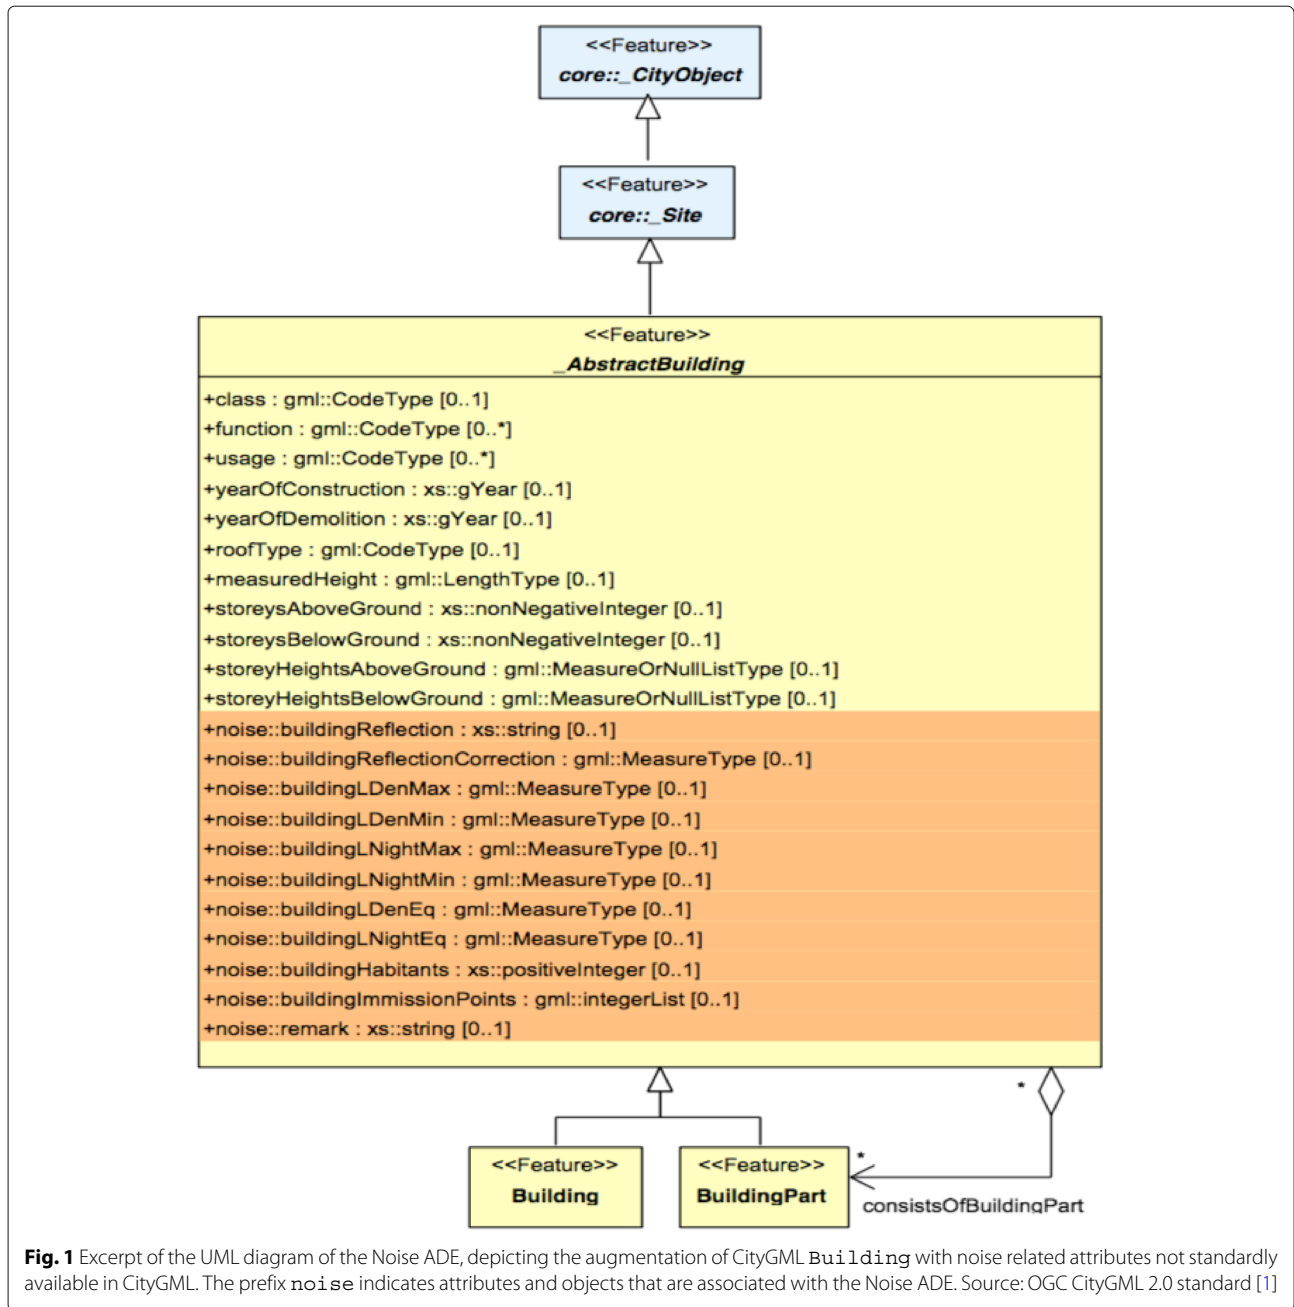 <<Feature>>
core::_CityObject
<<Feature>>
core::_Site
<<Feature>>
_AbstractBuilding
+class : gml::CodeType [0..1]
+function : gml::CodeType [0..*]
+usage : gml::CodeType [0..*]
+yearOfConstruction : xs::gYear [0..1]
+yearOfDemolition : xs::gYear [0..1]
+roofType : gml:CodeType [0..1]
+measuredHeight : gml::LengthType [0..1]
+storeysAboveGround : xs::nonNegativeInteger [0..1]
+storeysBelowGround : xs::nonNegativeInteger [0..1]
+storeyHeightsAboveGround : gml::MeasureOrNullListType [0..1]
+storeyHeightsBelowGround : gml::MeasureOrNullListType [0..1]
+noise::buildingReflection : xs::string [0..1]
+noise::buildingReflectionCorrection : gml::MeasureType [0..1]
+noise::buildingLDenMax : gml::MeasureType [0..1]
+noise::buildingLDenMin : gml::MeasureType [0..1]
+noise::buildingLNightMax : gml::MeasureType [0..1]
+noise::buildingLNightMin : gml::MeasureType [0..1]
+noise::buildingLDenEq : gml::MeasureType [0..1]
+noise::buildingLNightEq : gml::MeasureType [0..1]
+noise::buildingHabitants : xs::positiveInteger [0..1]
+noise::buildingImmissionPoints : gml::integerList [0..1]
+noise::remark : xs::string [0..1]
*
<<Feature>>
Building
<<Feature>>
BuildingPart
*
consistsOfBuildingPart
Fig. 1 Excerpt of the UML diagram of the Noise ADE, depicting the augmentation of CityGML Building with noise related attributes not standardly
available in CityGML. The prefix noise indicates attributes and objects that are associated with the Noise ADE. Source: OGC CityGML 2.0 standard [1]